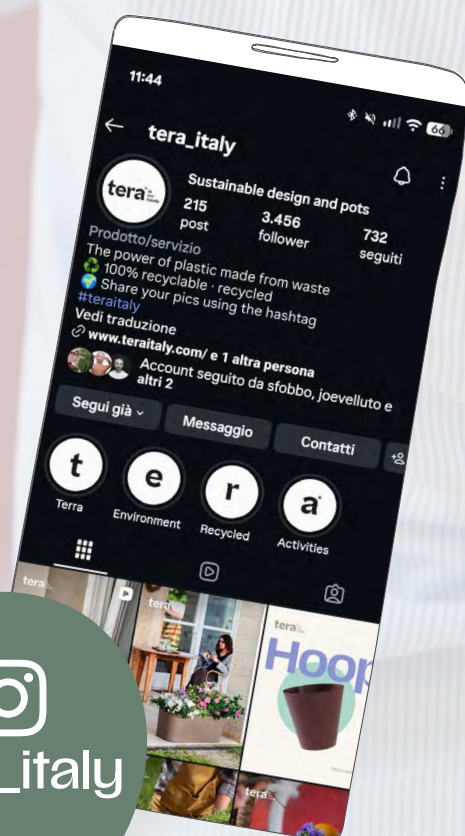 11:44
66
tera_italy
tera
Sustainable design and pots
215
3.456
732
post
follower
seguiti
Prodotto/servizio
The power of plastic made from waste
100% recyclable · recycled
Share your pics using the hashtag
#teraitaly
Vedi traduzione
www.teraitaly.com/ e 1 altra persona
Account seguito da sfobbo, joevelluto e
altri 2
Segui già
Messaggio
Contatti
t
e
r
a
Terra
Environment
Recycled
Activities
tera
tera
tera
Hoop
tera
_italy